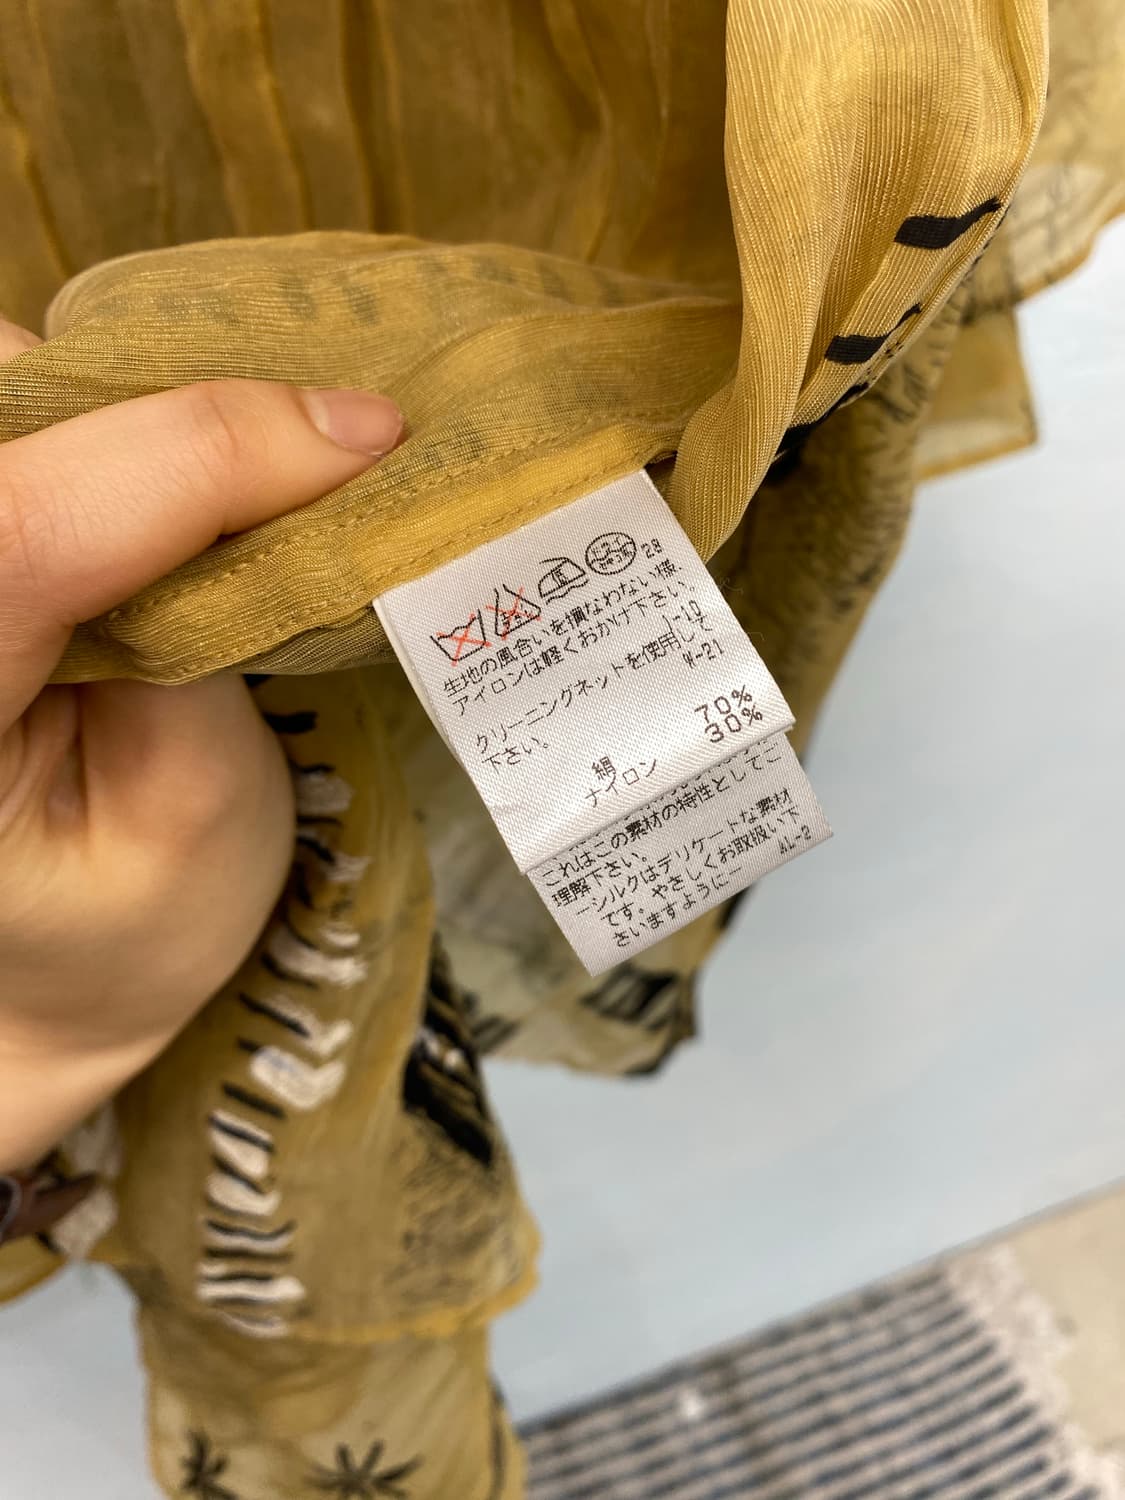 28
生地の風合いを損なわない様、
アイロンは軽くおかけ下さい。
J-10
クリーニングネットを使用して
下さい。
W-21
絹 70%
ナイロン 30%
これはこの素材の特性としてご
理解下さい。
ーシルクはデリケートな素材
です。やさしくお取扱い下
さいますようにー
4L-2